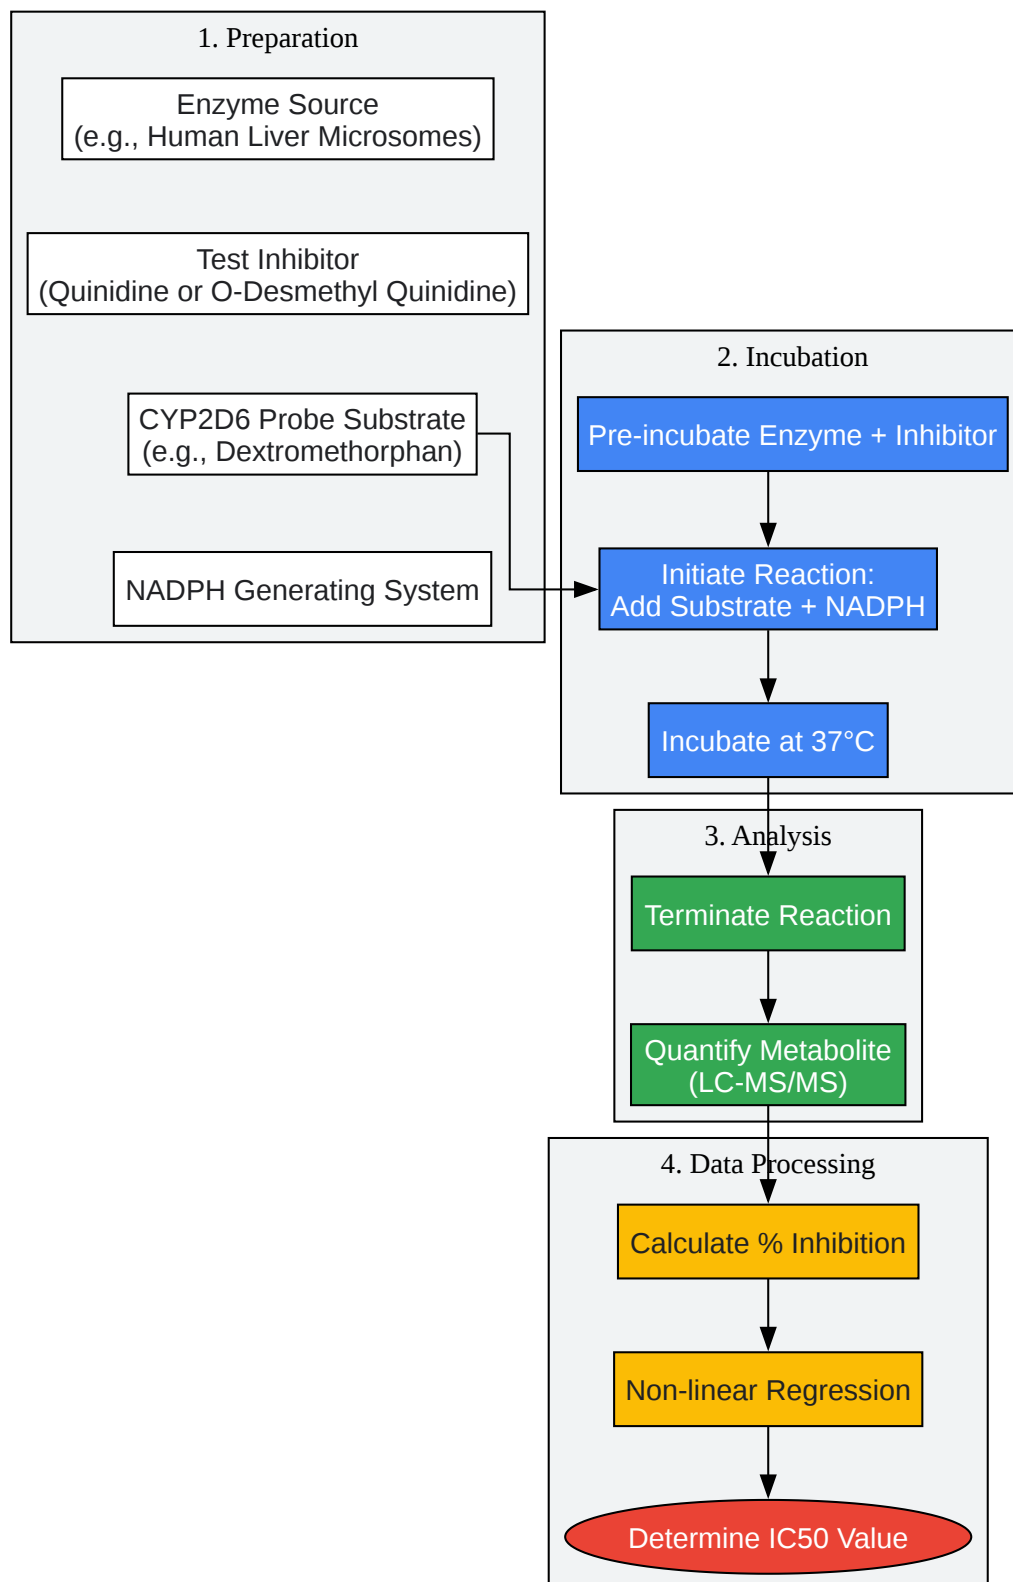 1. Preparation
Enzyme Source
(e.g., Human Liver Microsomes)
Test Inhibitor
(Quinidine or O-Desmethyl Quinidine)
CYP2D6 Probe Substrate
(e.g., Dextromethorphan)
NADPH Generating System
2. Incubation
Pre-incubate Enzyme + Inhibitor
Initiate Reaction:
Add Substrate + NADPH
Incubate at 37°C
3. Analysis
Terminate Reaction
Quantify Metabolite
(LC-MS/MS)
4. Data Processing
Calculate % Inhibition
Non-linear Regression
Determine IC50 Value